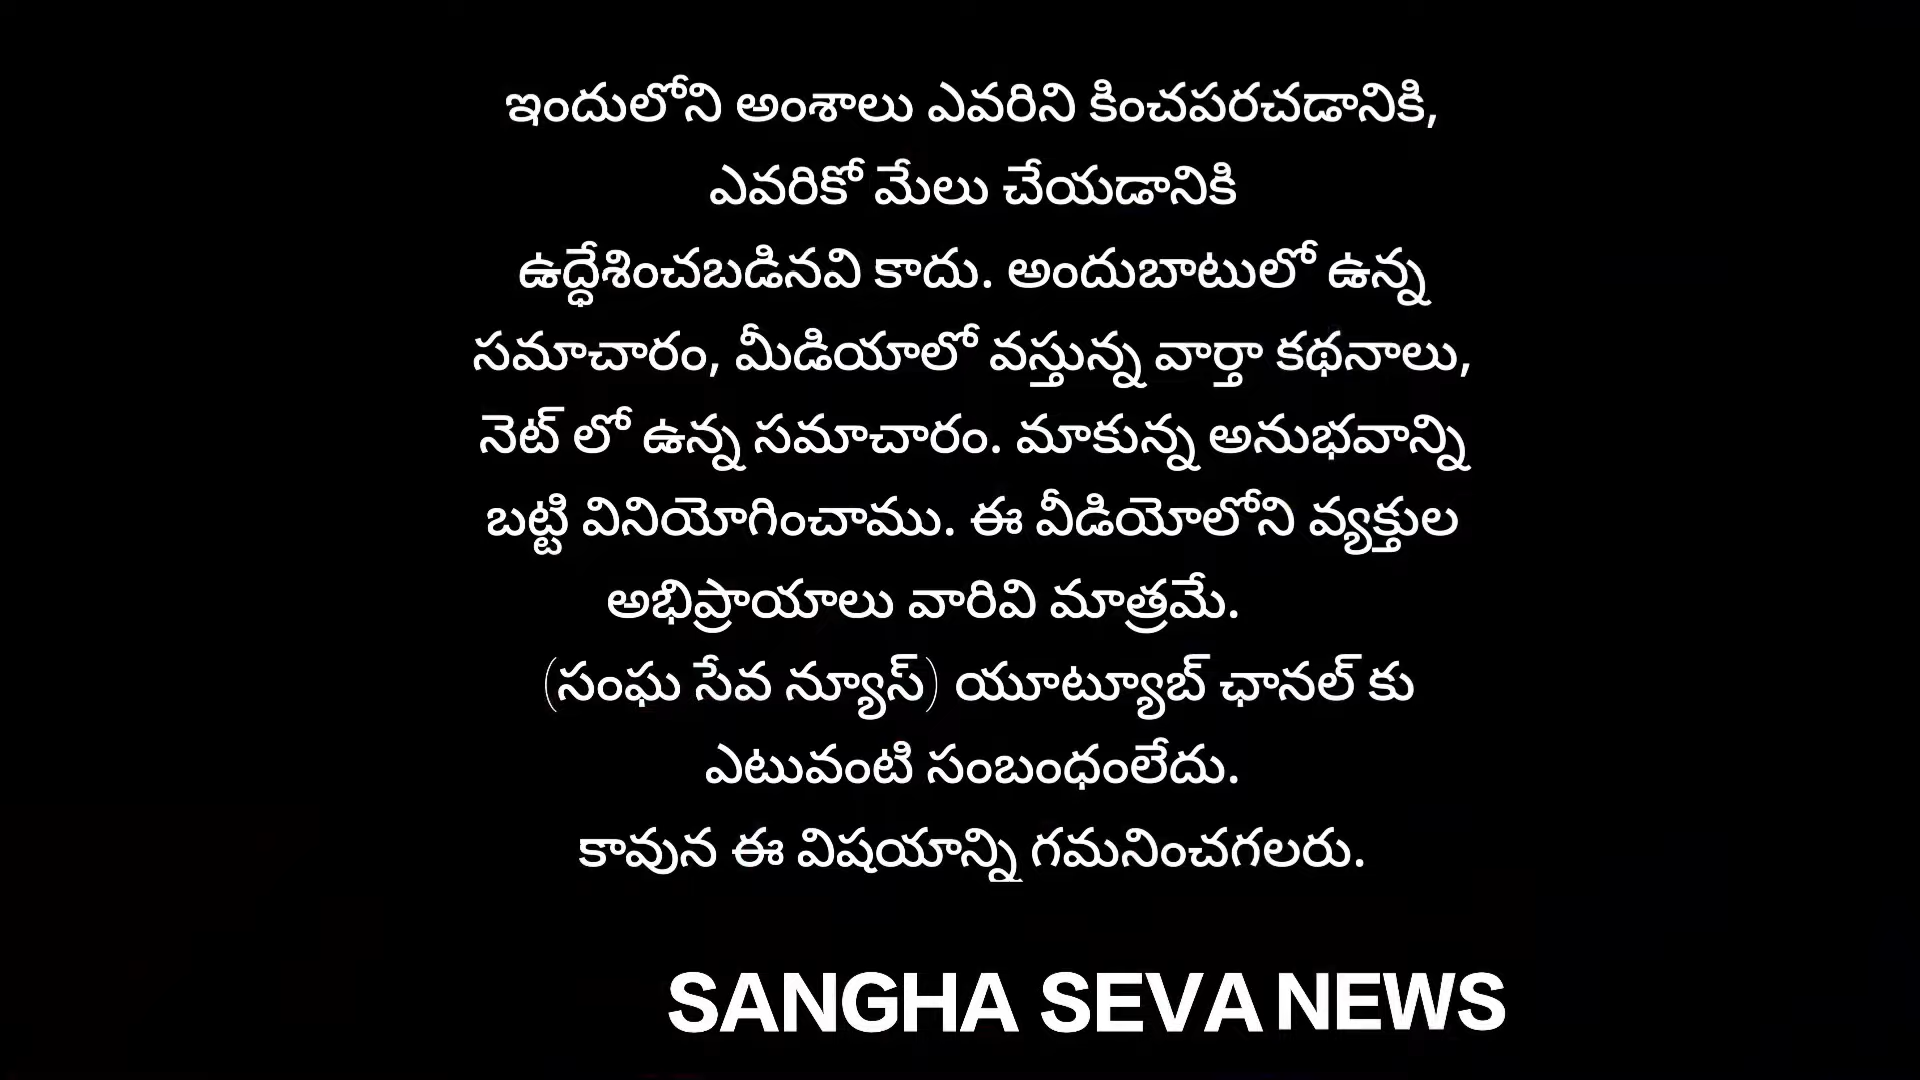 ఇందులోని అంశాలు ఎవరిని కించపరచడానికి,
ఎవరికో మేలు చేయడానికి
ఉద్ధేశించబడినవి కాదు. అందుబాటులో ఉన్న
సమాచారం, మీడియాలో వస్తున్న వార్తా కథనాలు,
నెట్ లో ఉన్న సమాచారం. మాకున్న అనుభవాన్ని
బట్టి వినియోగించాము. ఈ వీడియోలోని వ్యక్తుల
అభిప్రాయాలు వారివి మాత్రమే.
(సంఘ సేవ న్యూస్) యూట్యూబ్ ఛానల్ కు
ఎటువంటి సంబంధంలేదు.
కావున ఈ విషయాన్ని గమనించగలరు.
SANGHA SEVA NEWS